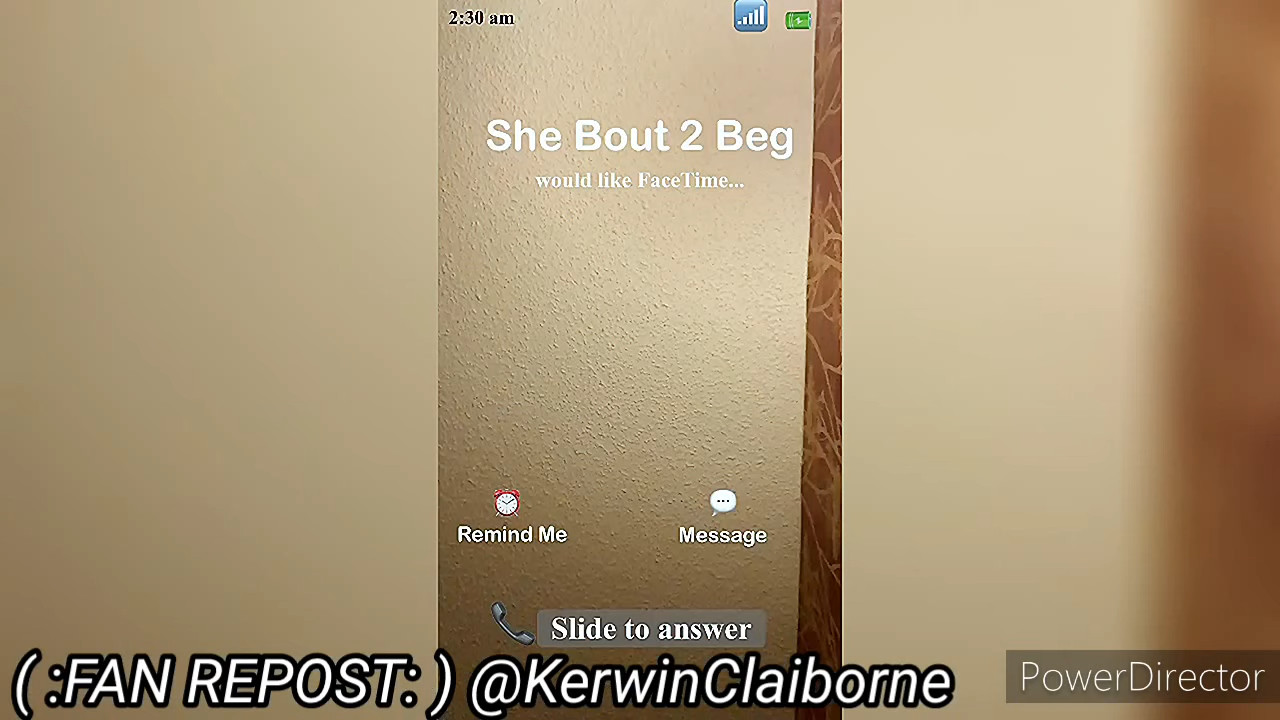 2:30 am
She Bout 2 Beg
would like FaceTime...
Remind Me
Message
Slide to answer
( :FAN REPOST: ) @KerwinClaiborne
PowerDirector